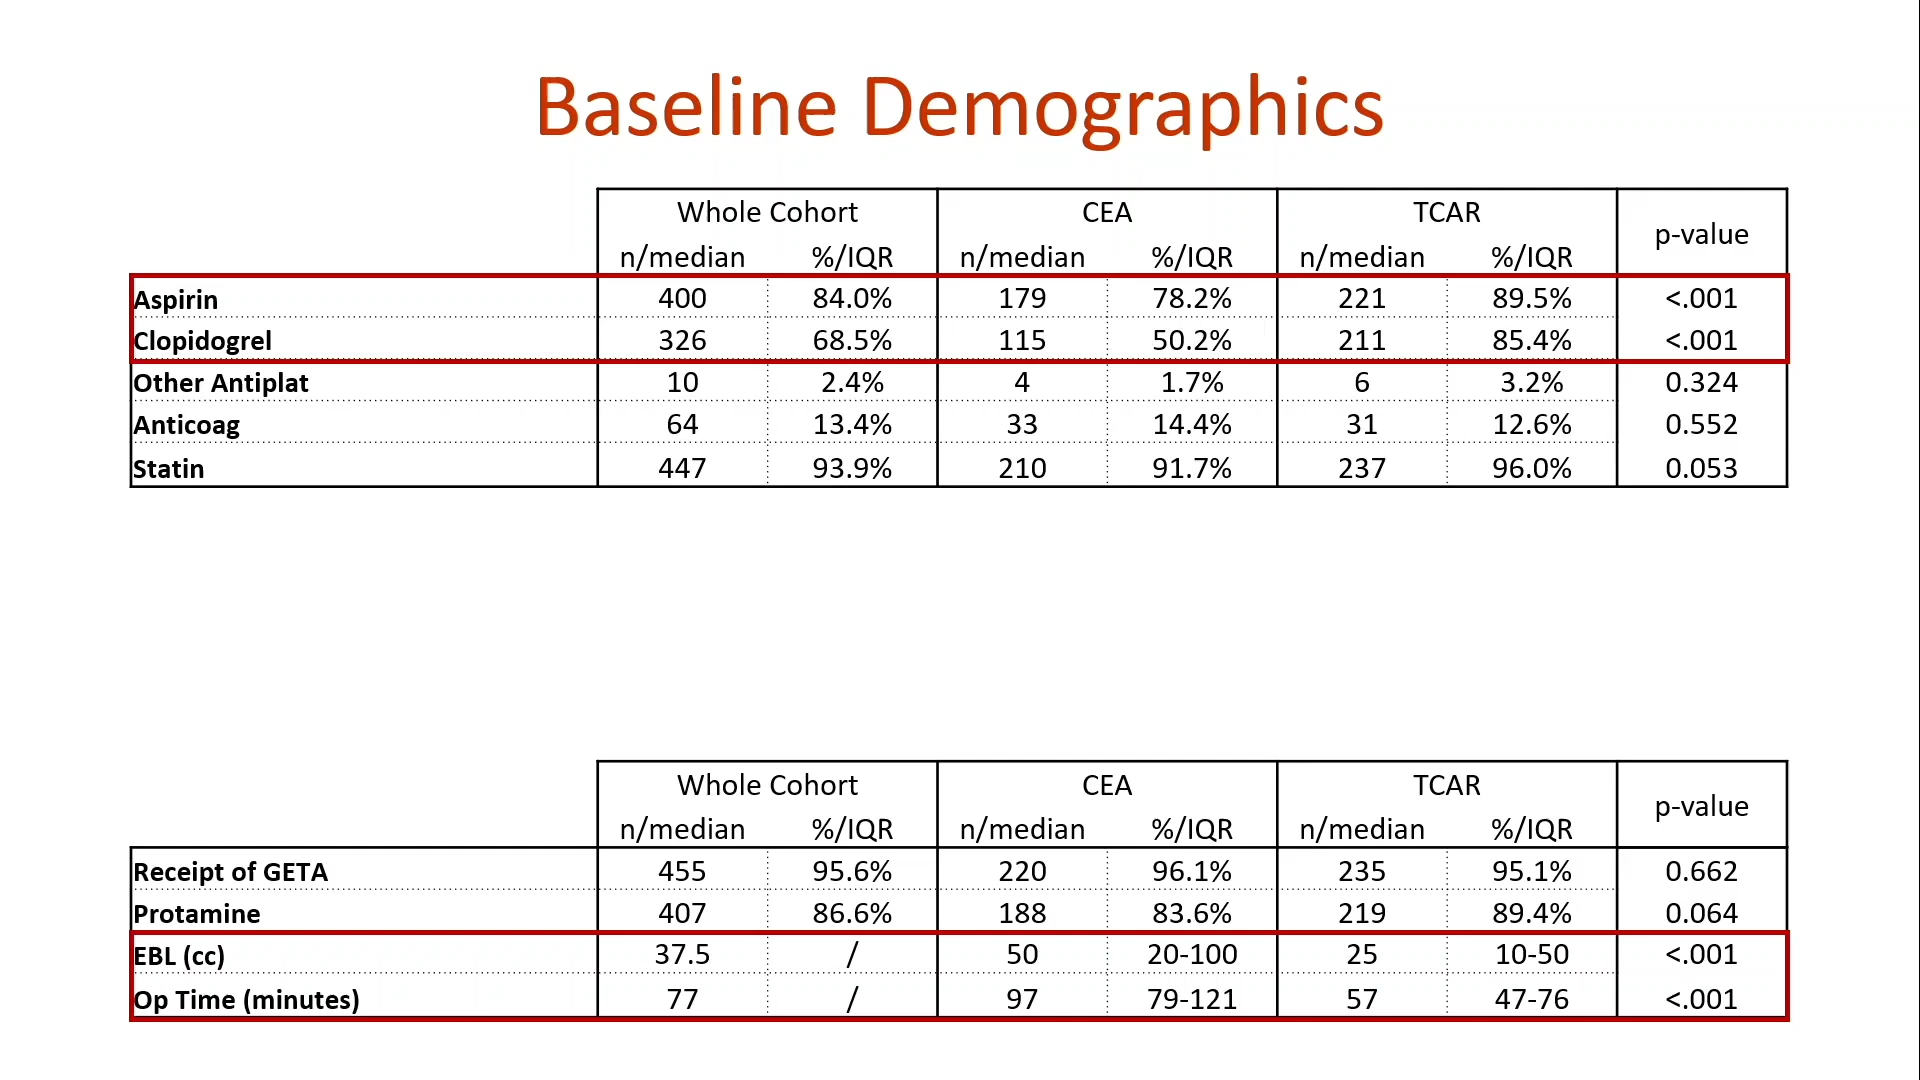 Baseline Demographics
Whole Cohort CEA TCAR p-value
n/median %/IQR n/median %/IQR n/median %/IQR
Aspirin 400 84.0% 179 78.2% 221 89.5% <.001
Clopidogrel 326 68.5% 115 50.2% 211 85.4% <.001
Other Antiplat 10 2.4% 4 1.7% 6 3.2% 0.324
Anticoag 64 13.4% 33 14.4% 31 12.6% 0.552
Statin 447 93.9% 210 91.7% 237 96.0% 0.053
Whole Cohort CEA TCAR p-value
n/median %/IQR n/median %/IQR n/median %/IQR
Receipt of GETA 455 95.6% 220 96.1% 235 95.1% 0.662
Protamine 407 86.6% 188 83.6% 219 89.4% 0.064
EBL (cc) 37.5 / 50 20-100 25 10-50 <.001
Op Time (minutes) 77 / 97 79-121 57 47-76 <.001